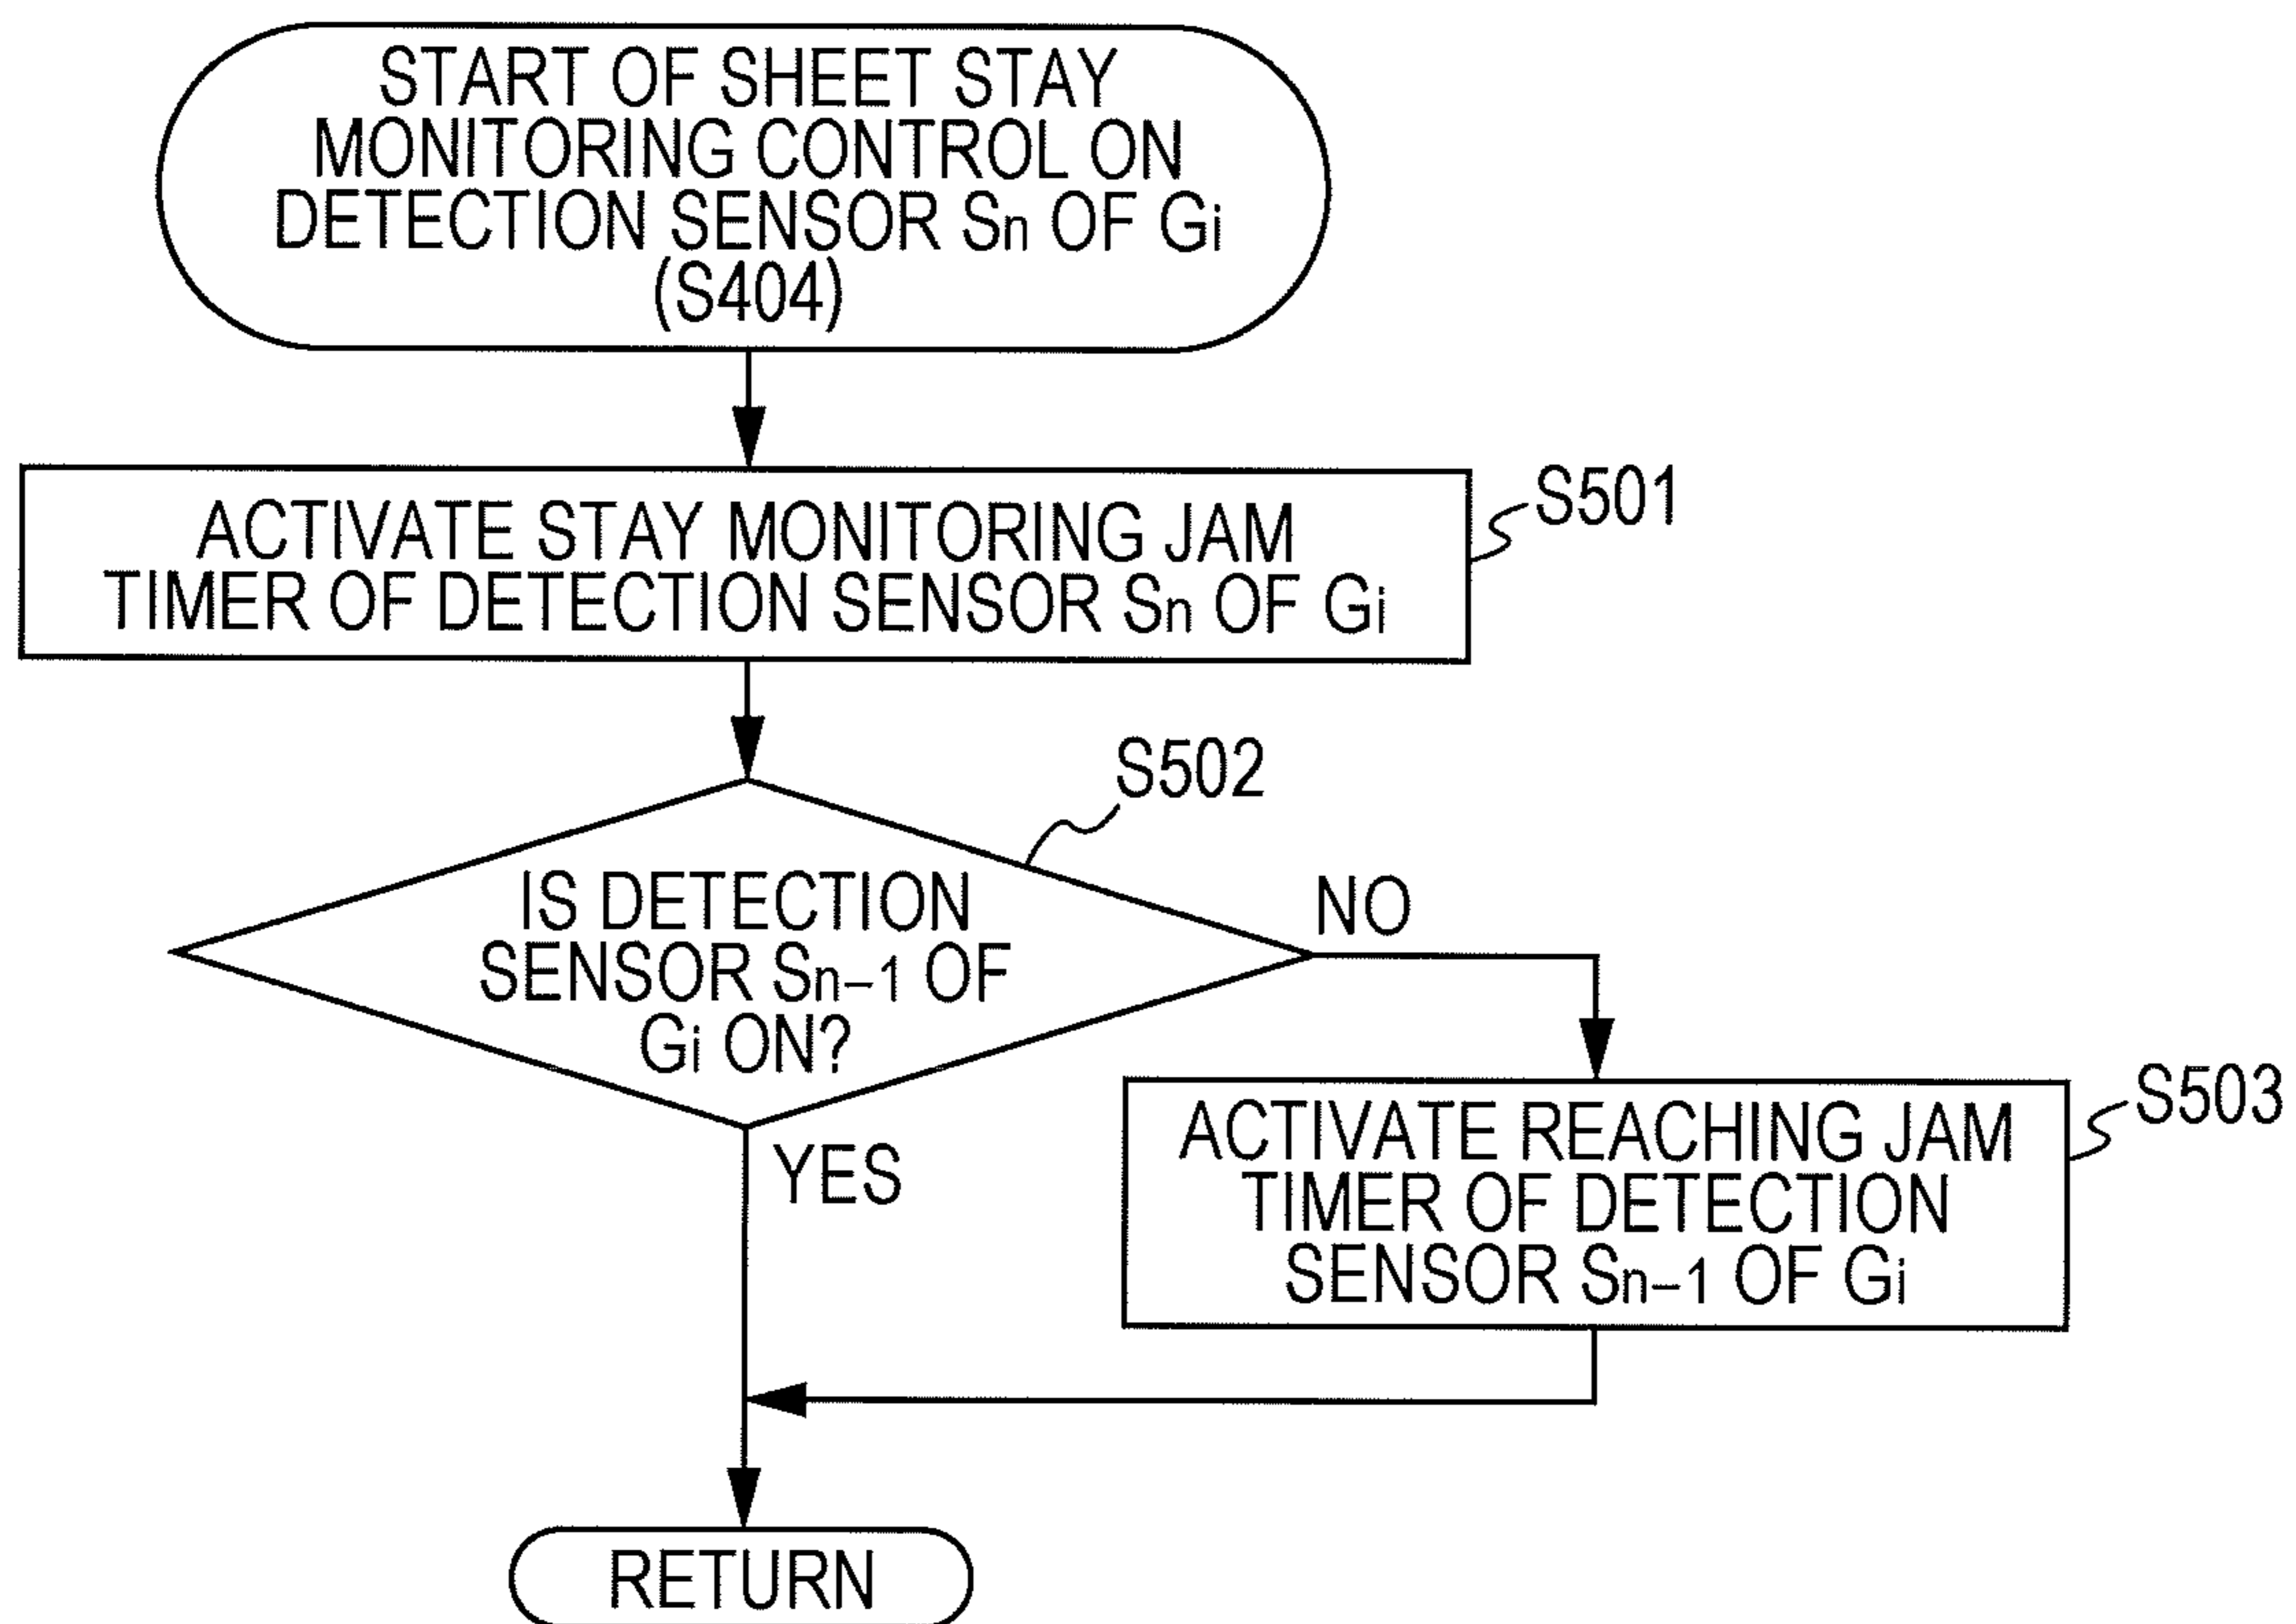 START OF SHEET STAY
MONITORING CONTROL ON
DETECTION SENSOR Sn OF Gi
(S404)
ACTIVATE STAY MONITORING JAM
TIMER OF DETECTION SENSOR Sn OF Gi
S501
S502
IS DETECTION
SENSOR Sn-1 OF
Gi ON?
NO
YES
ACTIVATE REACHING JAM
TIMER OF DETECTION
SENSOR Sn-1 OF Gi
S503
RETURN